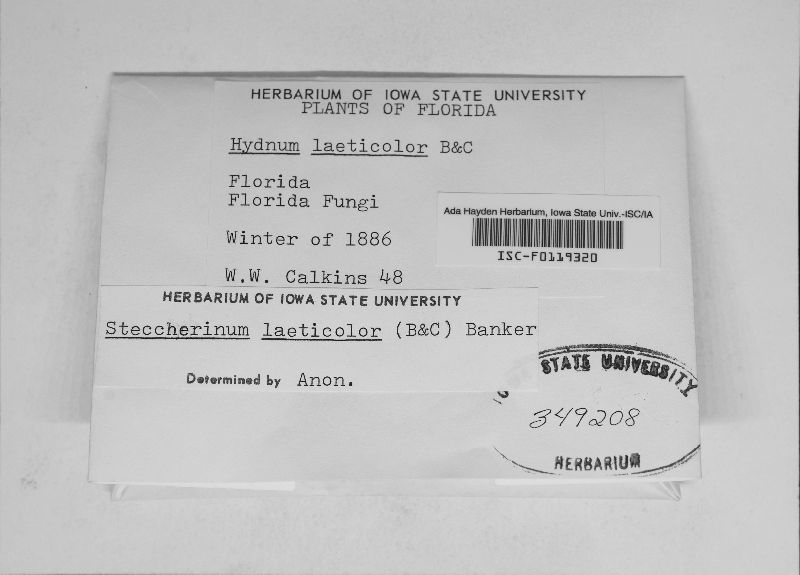 HERBARIUM OF IOWA STATE UNIVERSITY
PLANTS OF FLORIDA
Hydnum laeticolor B&C
Florida
Florida Fungi
Winter of 1886
W.W. Calkins 48
Ada Hayden Herbarium, Iowa State Univ.-ISC/IA
ISC-F0119320
HERBARIUM OF IOWA STATE UNIVERSITY
Steccherinum laeticolor (B&C) Banker
Determined by Anon.
STATE UNIVERSITY
349208
HERBARIUM